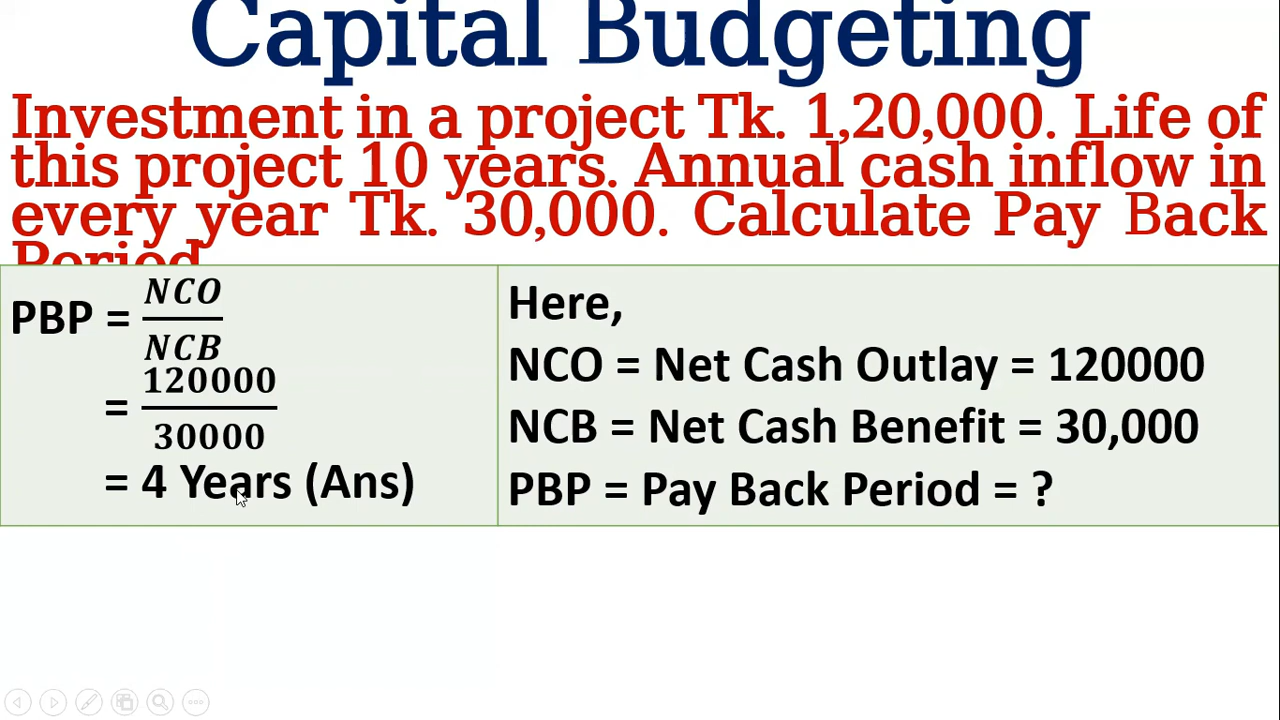 Capital Budgeting
Investment in a project Tk. 1,20,000. Life of
this project 10 years. Annual cash inflow in
every year Tk. 30,000. Calculate Pay Back
Period
PBP = NCO / NCB
= 120000 / 30000
= 4 Years (Ans)
Here,
NCO = Net Cash Outlay = 120000
NCB = Net Cash Benefit = 30,000
PBP = Pay Back Period = ?